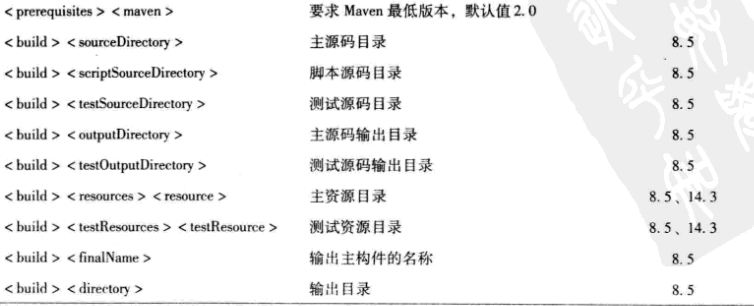 < prerequisites > < maven > 要求 Maven 最低版本，默认值 2.0
< build > < sourceDirectory > 主源码目录 8.5
< build > < scriptSourceDirectory > 脚本源码目录 8.5
< build > < testSourceDirectory > 测试源码目录 8.5
< build > < outputDirectory > 主源码输出目录 8.5
< build > < testOutputDirectory > 测试源码输出目录 8.5
< build > < resources > < resource > 主资源目录 8.5、14.3
< build > < testResources > < testResource > 测试资源目录 8.5、14.3
< build > < finalName > 输出主构件的名称 8.5
< build > < directory > 输出目录 8.5